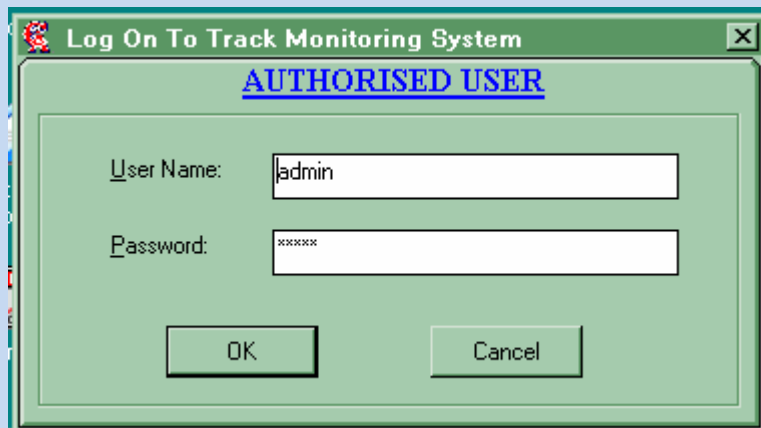 Log On To Track Monitoring System
AUTHORISED USER
User Name: admin
Password: *****
OK Cancel